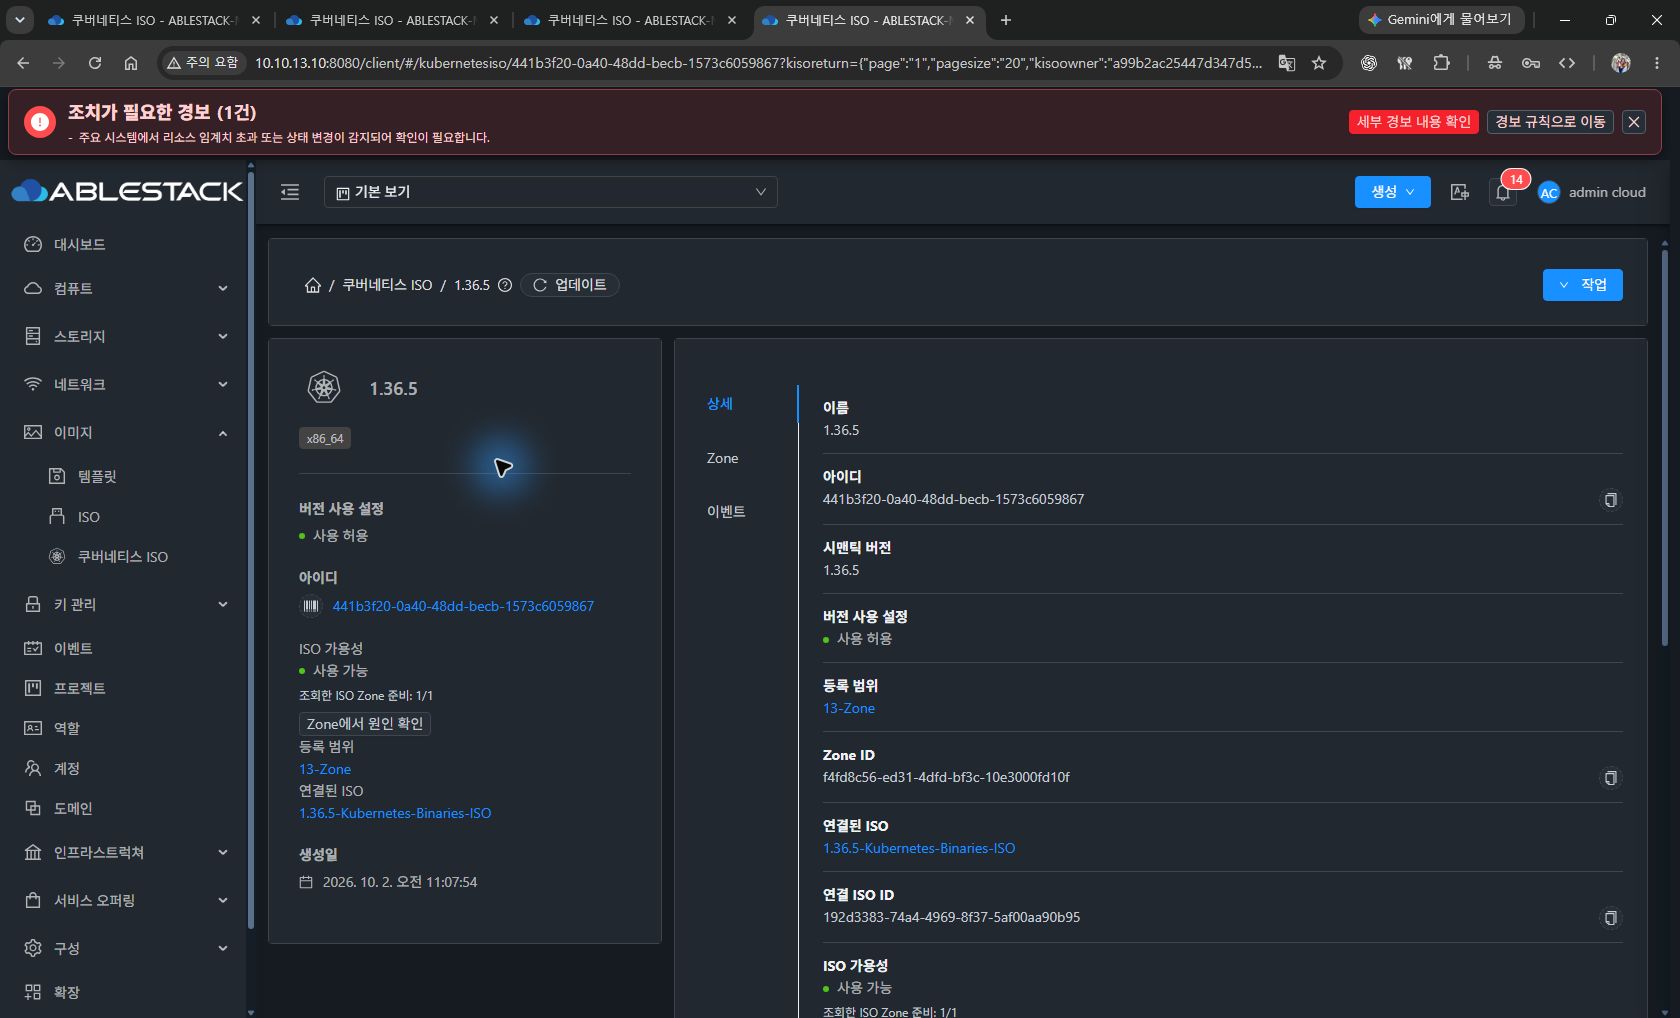 쿠버네티스 ISO - ABLESTACK-
쿠버네티스 ISO - ABLESTACK-
쿠버네티스 ISO - ABLESTACK-
쿠버네티스 ISO - ABLESTACK-
Gemini에게 물어보기
주의 요함
10.10.13.10:8080/client/#/kubernetesiso/441b3f20-0a40-48dd-becb-1573c6059867?kisoreturn={"page":"1","pagesize":"20","kisoowner":"a99b2ac25447d347d5...
조치가 필요한 경보 (1건)
- 주요 시스템에서 리소스 임계치 초과 또는 상태 변경이 감지되어 확인이 필요합니다.
세부 경보 내용 확인
경보 규칙으로 이동
ABLESTACK
기본 보기
생성
14
AC
admin cloud
대시보드
컴퓨트
스토리지
네트워크
이미지
템플릿
ISO
쿠버네티스 ISO
키 관리
이벤트
프로젝트
역할
계정
도메인
인프라스트럭쳐
서비스 오퍼링
구성
확장
/ 쿠버네티스 ISO / 1.36.5
업데이트
작업
1.36.5
x86_64
버전 사용 설정
사용 허용
아이디
441b3f20-0a40-48dd-becb-1573c6059867
ISO 가용성
사용 가능
조회한 ISO Zone 준비: 1/1
Zone에서 원인 확인
등록 범위
13-Zone
연결된 ISO
1.36.5-Kubernetes-Binaries-ISO
생성일
2026. 10. 2. 오전 11:07:54
상세
Zone
이벤트
이름
1.36.5
아이디
441b3f20-0a40-48dd-becb-1573c6059867
시맨틱 버전
1.36.5
버전 사용 설정
사용 허용
등록 범위
13-Zone
Zone ID
f4fd8c56-ed31-4dfd-bf3c-10e3000fd10f
연결된 ISO
1.36.5-Kubernetes-Binaries-ISO
연결 ISO ID
192d3383-74a4-4969-8f37-5af00aa90b95
ISO 가용성
사용 가능
조회한 ISO Zone 준비: 1/1